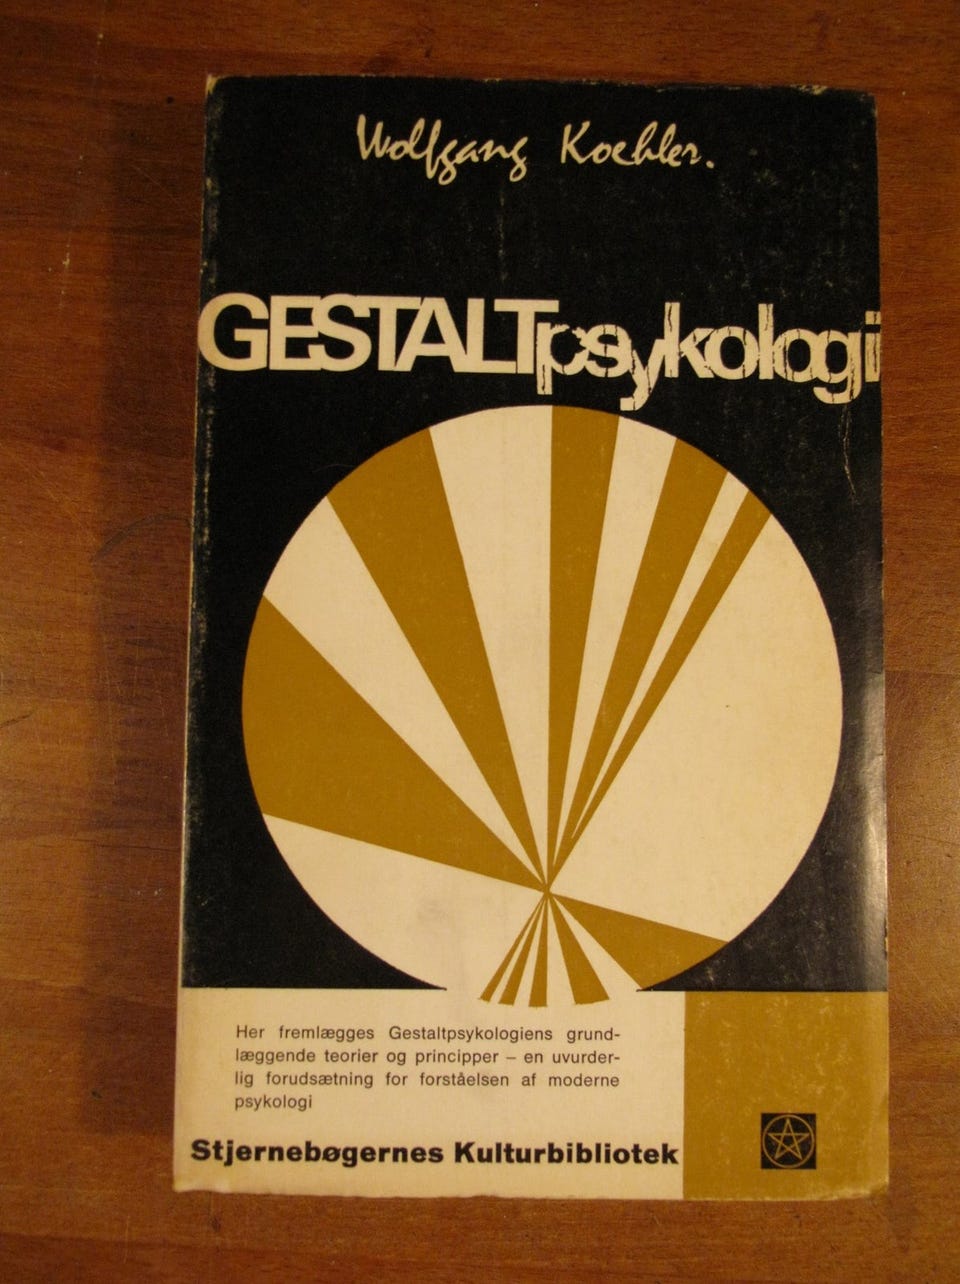 Wolfgang Koehler.
GESTALTpsykologi
Her fremlægges Gestaltpsykologiens grund-
læggende teorier og principper – en uvurder-
lig forudsætning for forståelsen af moderne
psykologi
Stjernebøgernes Kulturbibliotek